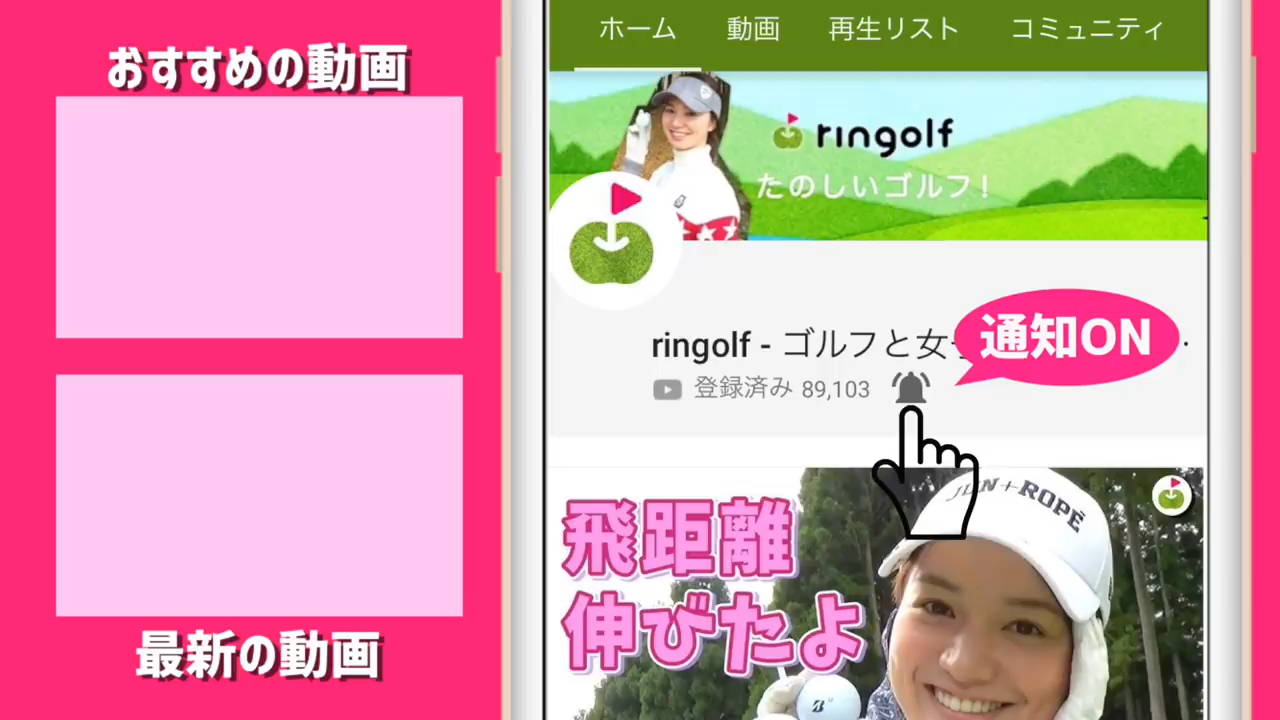 おすすめの動画
最新の動画
ホーム 動画 再生リスト コミュニティ
ringolf
たのしいゴルフ!
ringolf - ゴルフと女
通知ON
登録済み 89,103
JUN+ROPÉ
飛距離
伸びたよ
B